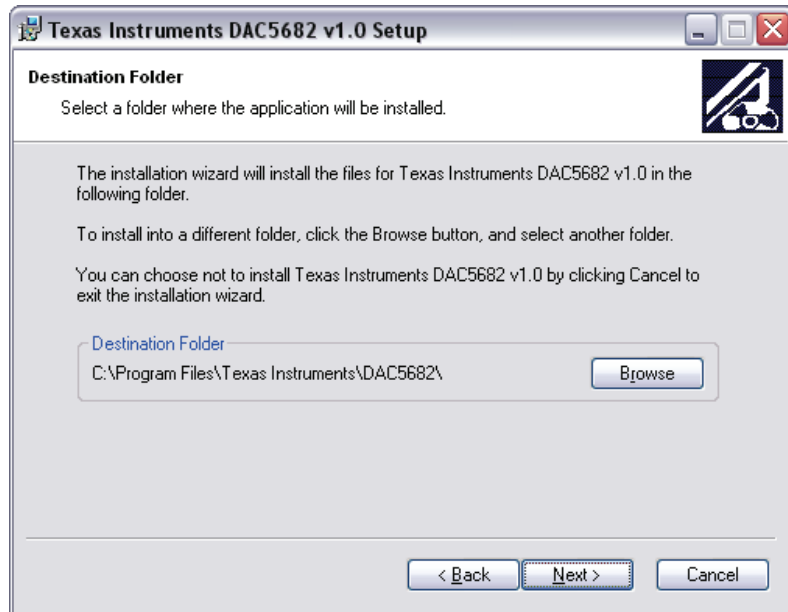 Texas Instruments DAC5682 v1.0 Setup
Destination Folder
Select a folder where the application will be installed.
The installation wizard will install the files for Texas Instruments DAC5682 v1.0 in the
following folder.
To install into a different folder, click the Browse button, and select another folder.
You can choose not to install Texas Instruments DAC5682 v1.0 by clicking Cancel to
exit the installation wizard.
Destination Folder
C:\Program Files\Texas Instruments\DAC5682\
Browse
< Back
Next >
Cancel